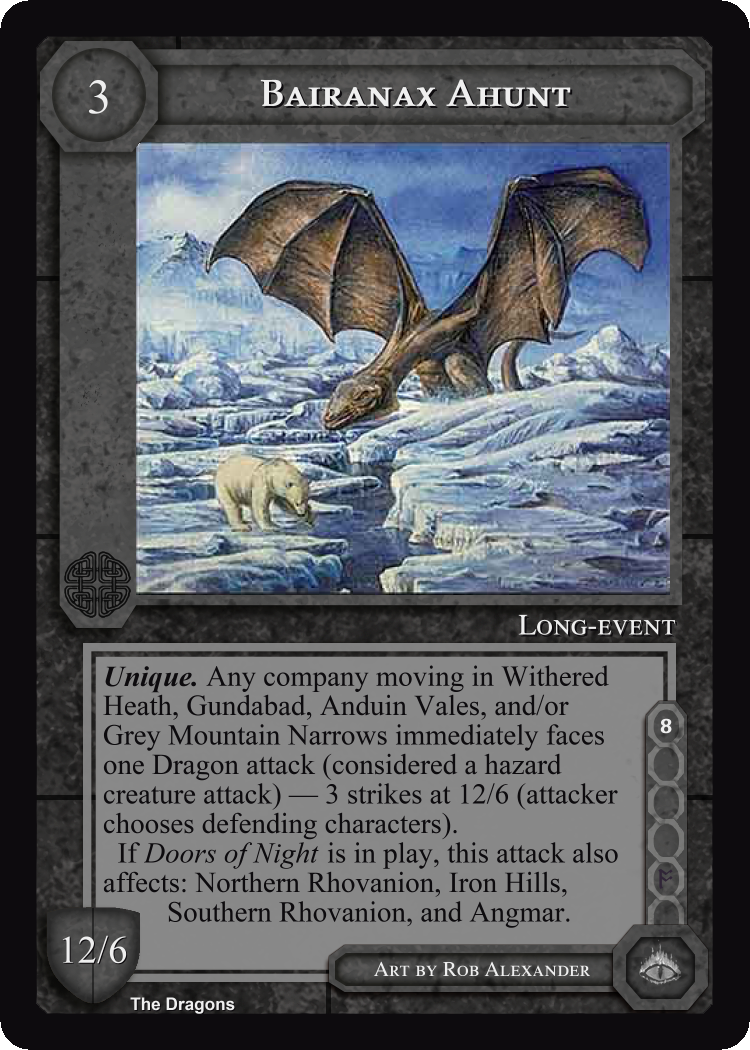 3
BAIRANAX AHUNT
LONG-EVENT
Unique. Any company moving in Withered
Heath, Gundabad, Anduin Vales, and/or
Grey Mountain Narrows immediately faces
one Dragon attack (considered a hazard
creature attack) — 3 strikes at 12/6 (attacker
chooses defending characters).
If Doors of Night is in play, this attack also
affects: Northern Rhovanion, Iron Hills,
Southern Rhovanion, and Angmar.
8
12/6
ART BY ROB ALEXANDER
The Dragons